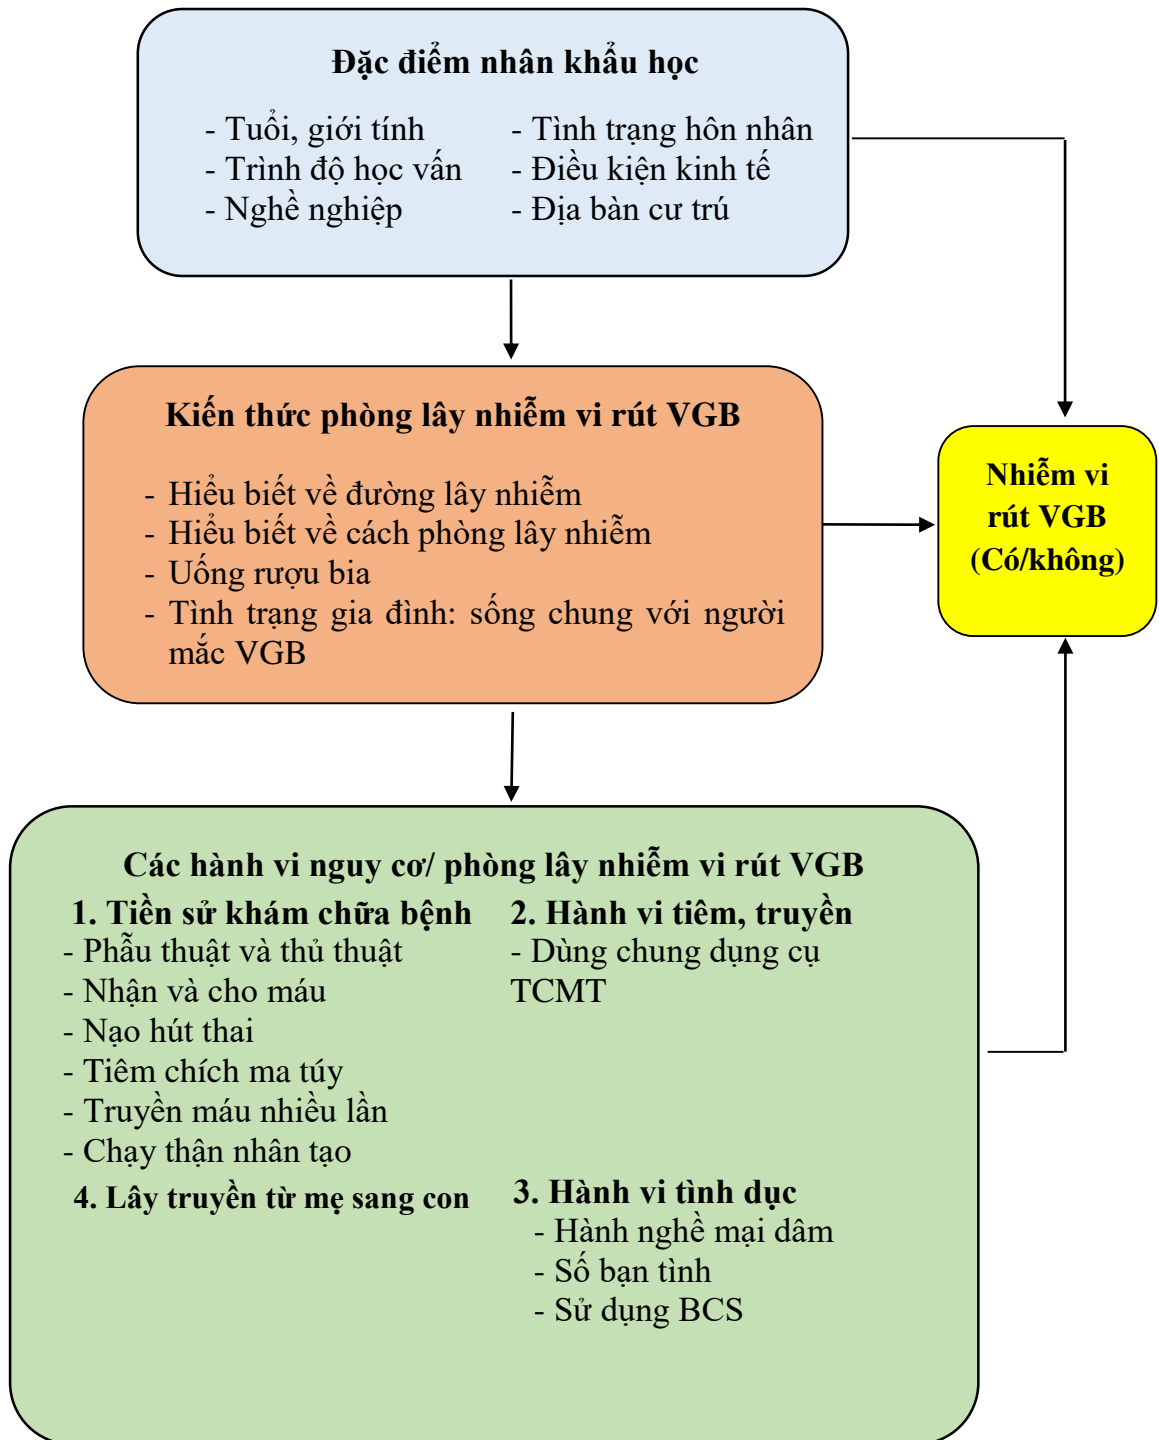 Đặc điểm nhân khẩu học
- Tuổi, giới tính
- Trình độ học vấn
- Nghề nghiệp
- Tình trạng hôn nhân
- Điều kiện kinh tế
- Địa bàn cư trú
Kiến thức phòng lây nhiễm vi rút VGB
- Hiểu biết về đường lây nhiễm
- Hiểu biết về cách phòng lây nhiễm
- Uống rượu bia
- Tình trạng gia đình: sống chung với người
mắc VGB
Nhiễm vi
rút VGB
(Có/không)
Các hành vi nguy cơ/ phòng lây nhiễm vi rút VGB
1. Tiền sử khám chữa bệnh
- Phẫu thuật và thủ thuật
- Nhận và cho máu
- Nạo hút thai
- Tiêm chích ma túy
- Truyền máu nhiều lần
- Chạy thận nhân tạo
2. Hành vi tiêm, truyền
- Dùng chung dụng cụ
TCMT
3. Hành vi tình dục
- Hành nghề mại dâm
- Số bạn tình
- Sử dụng BCS
4. Lây truyền từ mẹ sang con